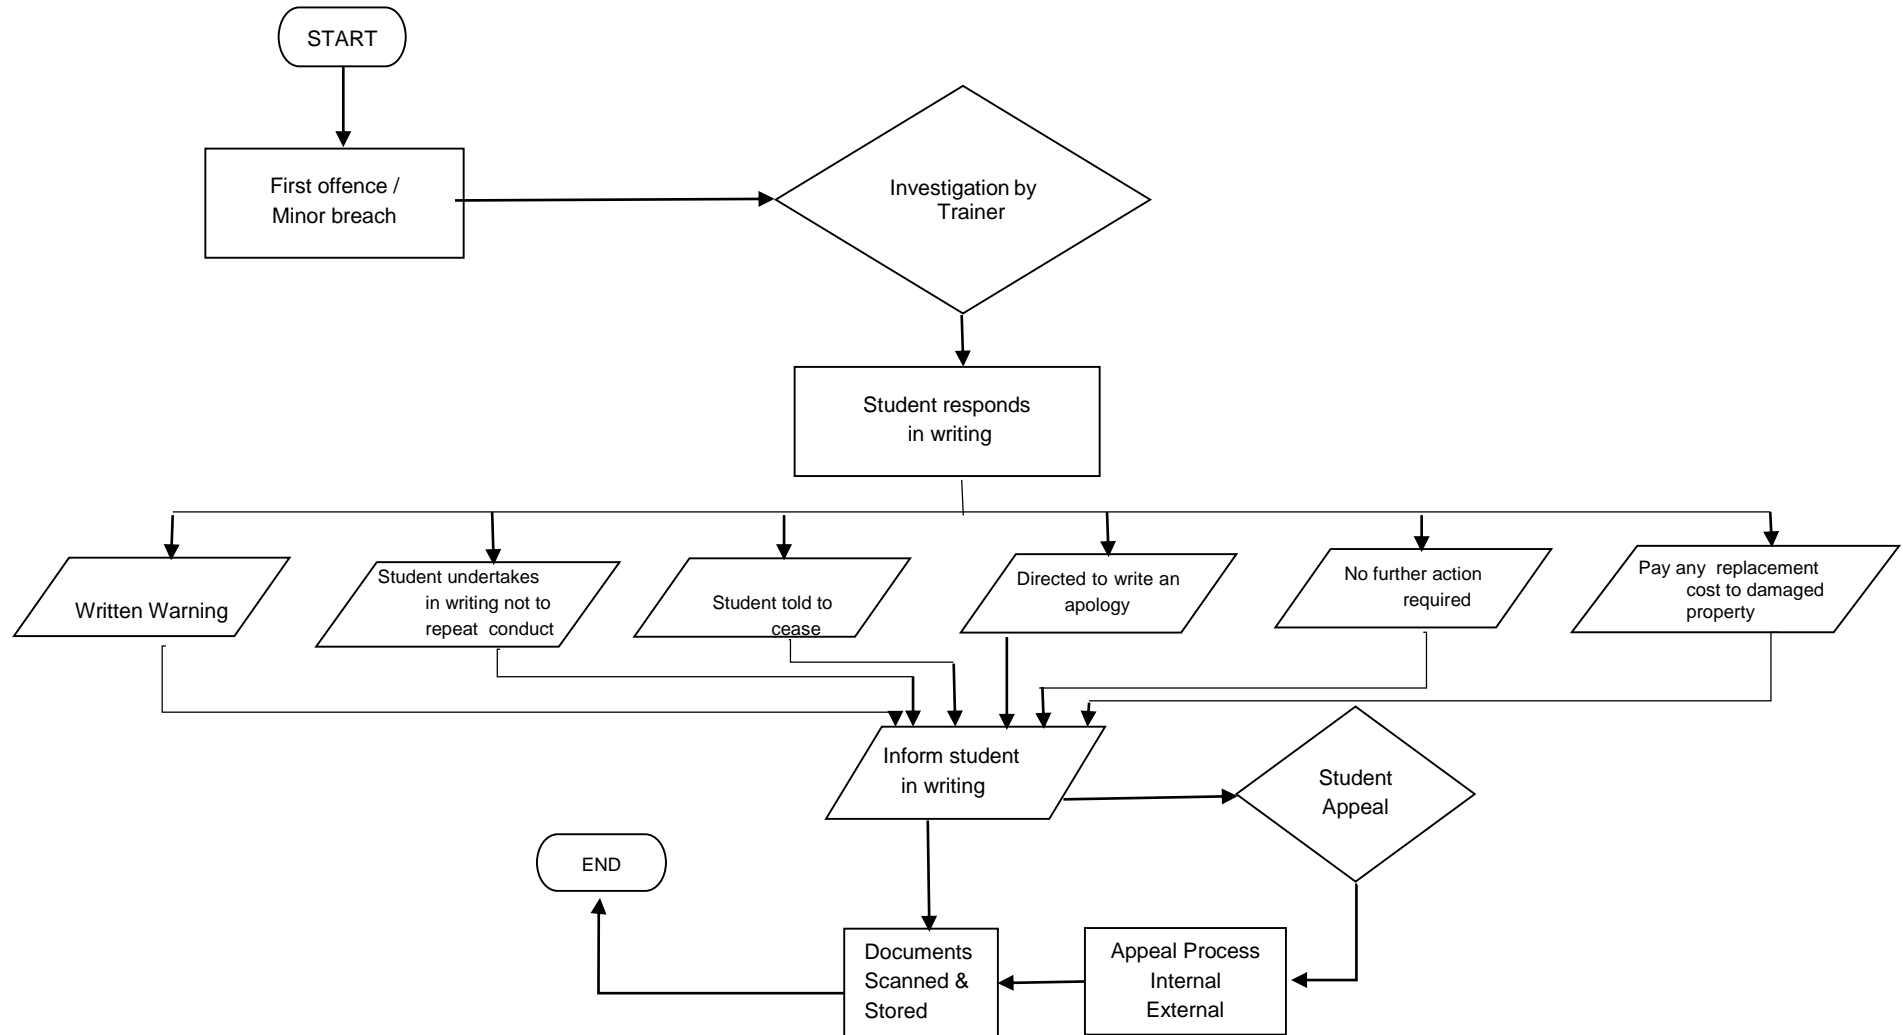 START
First offence /
Minor breach
Investigation by
Trainer
Student responds
in writing
Written Warning
Student undertakes
in writing not to
repeat conduct
Student told to
cease
Directed to write an
apology
No further action
required
Pay any replacement
cost to damaged
property
Inform student
in writing
Student
Appeal
END
Documents
Scanned &
Stored
Appeal Process
Internal
External